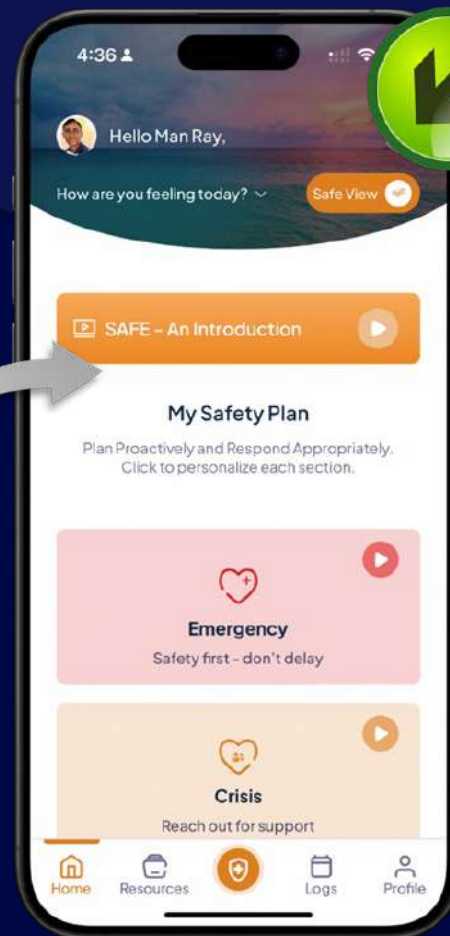 4:36
Hello Man Ray,
How are you feeling today?
Safe View
SAFE - An Introduction
My Safety Plan
Plan Proactively and Respond Appropriately.
Click to personalize each section.
Emergency
Safety first - don't delay
Crisis
Reach out for support
Home
Resources
Logs
Profile